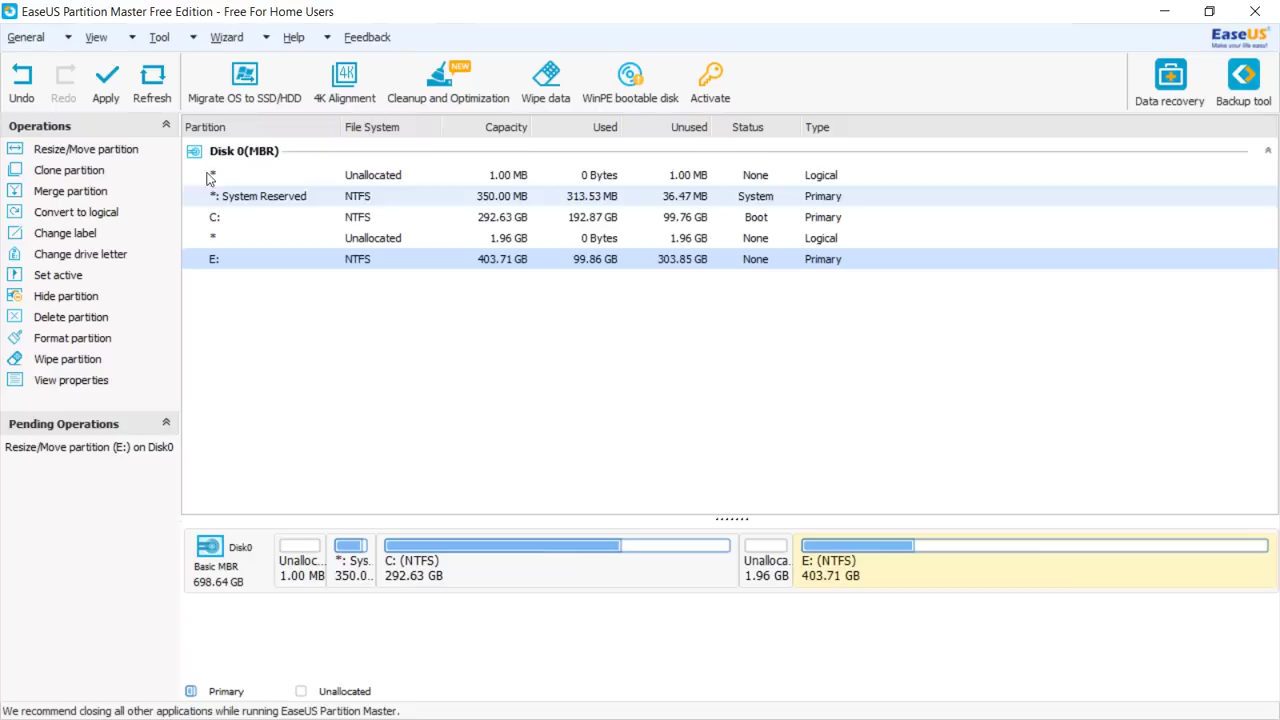 EaseUS Partition Master Free Edition - Free For Home Users
General View Tool Wizard Help Feedback
EaseUS
Make your life easy!
4K NEW
Undo Redo Apply Refresh Migrate OS to SSD/HDD 4K Alignment Cleanup and Optimization Wipe data WinPE bootable disk Activate Data recovery Backup tool
Operations
Resize/Move partition
Clone partition
Merge partition
Convert to logical
Change label
Change drive letter
Set active
Hide partition
Delete partition
Format partition
Wipe partition
View properties
Pending Operations
Resize/Move partition (E:) on Disk0
Partition File System Capacity Used Unused Status Type
Disk 0(MBR)
* Unallocated 1.00 MB 0 Bytes 1.00 MB None Logical
*: System Reserved NTFS 350.00 MB 313.53 MB 36.47 MB System Primary
C: NTFS 292.63 GB 192.87 GB 99.76 GB Boot Primary
* Unallocated 1.96 GB 0 Bytes 1.96 GB None Logical
E: NTFS 403.71 GB 99.86 GB 303.85 GB None Primary
Disk0
Basic MBR
698.64 GB
Unalloc...
1.00 MB
*: Sys...
350.0...
C: (NTFS)
292.63 GB
Unalloca...
1.96 GB
E: (NTFS)
403.71 GB
Primary Unallocated
We recommend closing all other applications while running EaseUS Partition Master.